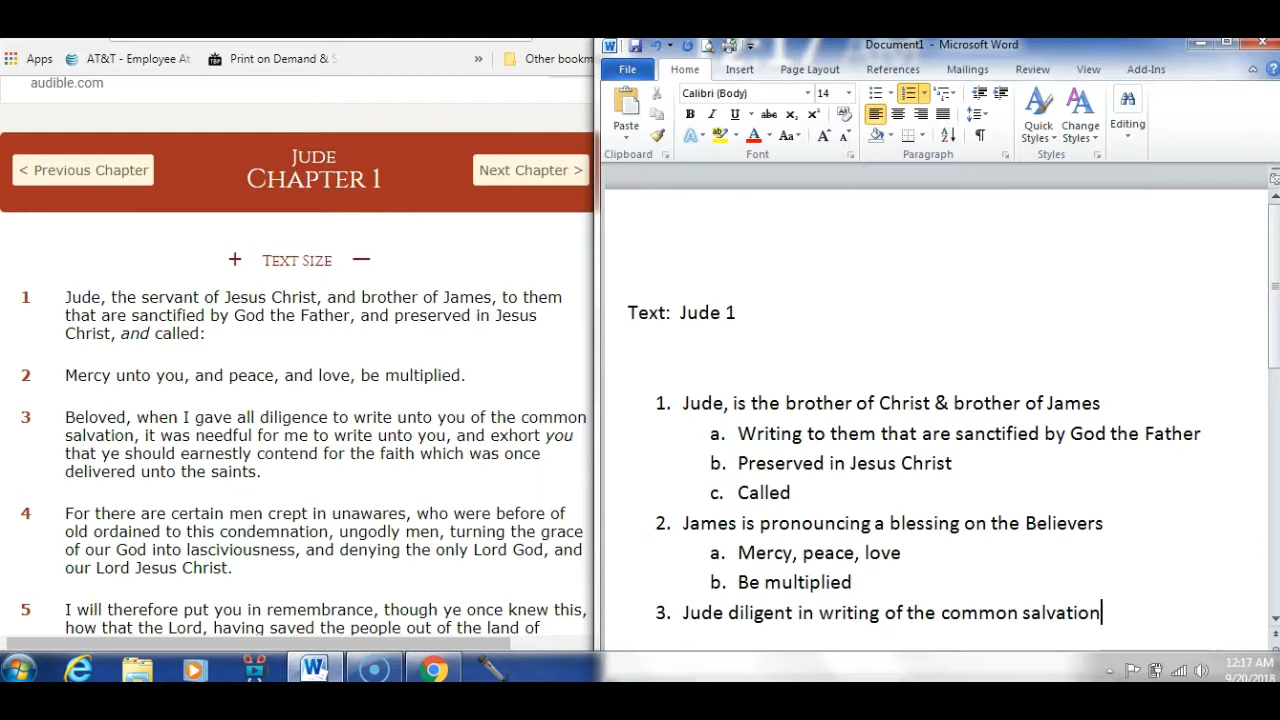 Apps
AT&T - Employee At
Print on Demand & S
»
Other bookm
audible.com
< Previous Chapter
JUDE
CHAPTER 1
Next Chapter >
+ TEXT SIZE —
1 Jude, the servant of Jesus Christ, and brother of James, to them
that are sanctified by God the Father, and preserved in Jesus
Christ, and called:
2 Mercy unto you, and peace, and love, be multiplied.
3 Beloved, when I gave all diligence to write unto you of the common
salvation, it was needful for me to write unto you, and exhort you
that ye should earnestly contend for the faith which was once
delivered unto the saints.
4 For there are certain men crept in unawares, who were before of
old ordained to this condemnation, ungodly men, turning the grace
of our God into lasciviousness, and denying the only Lord God, and
our Lord Jesus Christ.
5 I will therefore put you in remembrance, though ye once knew this,
how that the Lord, having saved the people out of the land of
Document1 - Microsoft Word
File Home Insert Page Layout References Mailings Review View Add-Ins
Calibri (Body) 14
Paste
B I U abc x₂ x²
Aa
Quick Styles
Change Styles
Editing
Clipboard Font Paragraph Styles
Text: Jude 1
1. Jude, is the brother of Christ & brother of James
a. Writing to them that are sanctified by God the Father
b. Preserved in Jesus Christ
c. Called
2. James is pronouncing a blessing on the Believers
a. Mercy, peace, love
b. Be multiplied
3. Jude diligent in writing of the common salvation
12:17 AM
9/20/2018